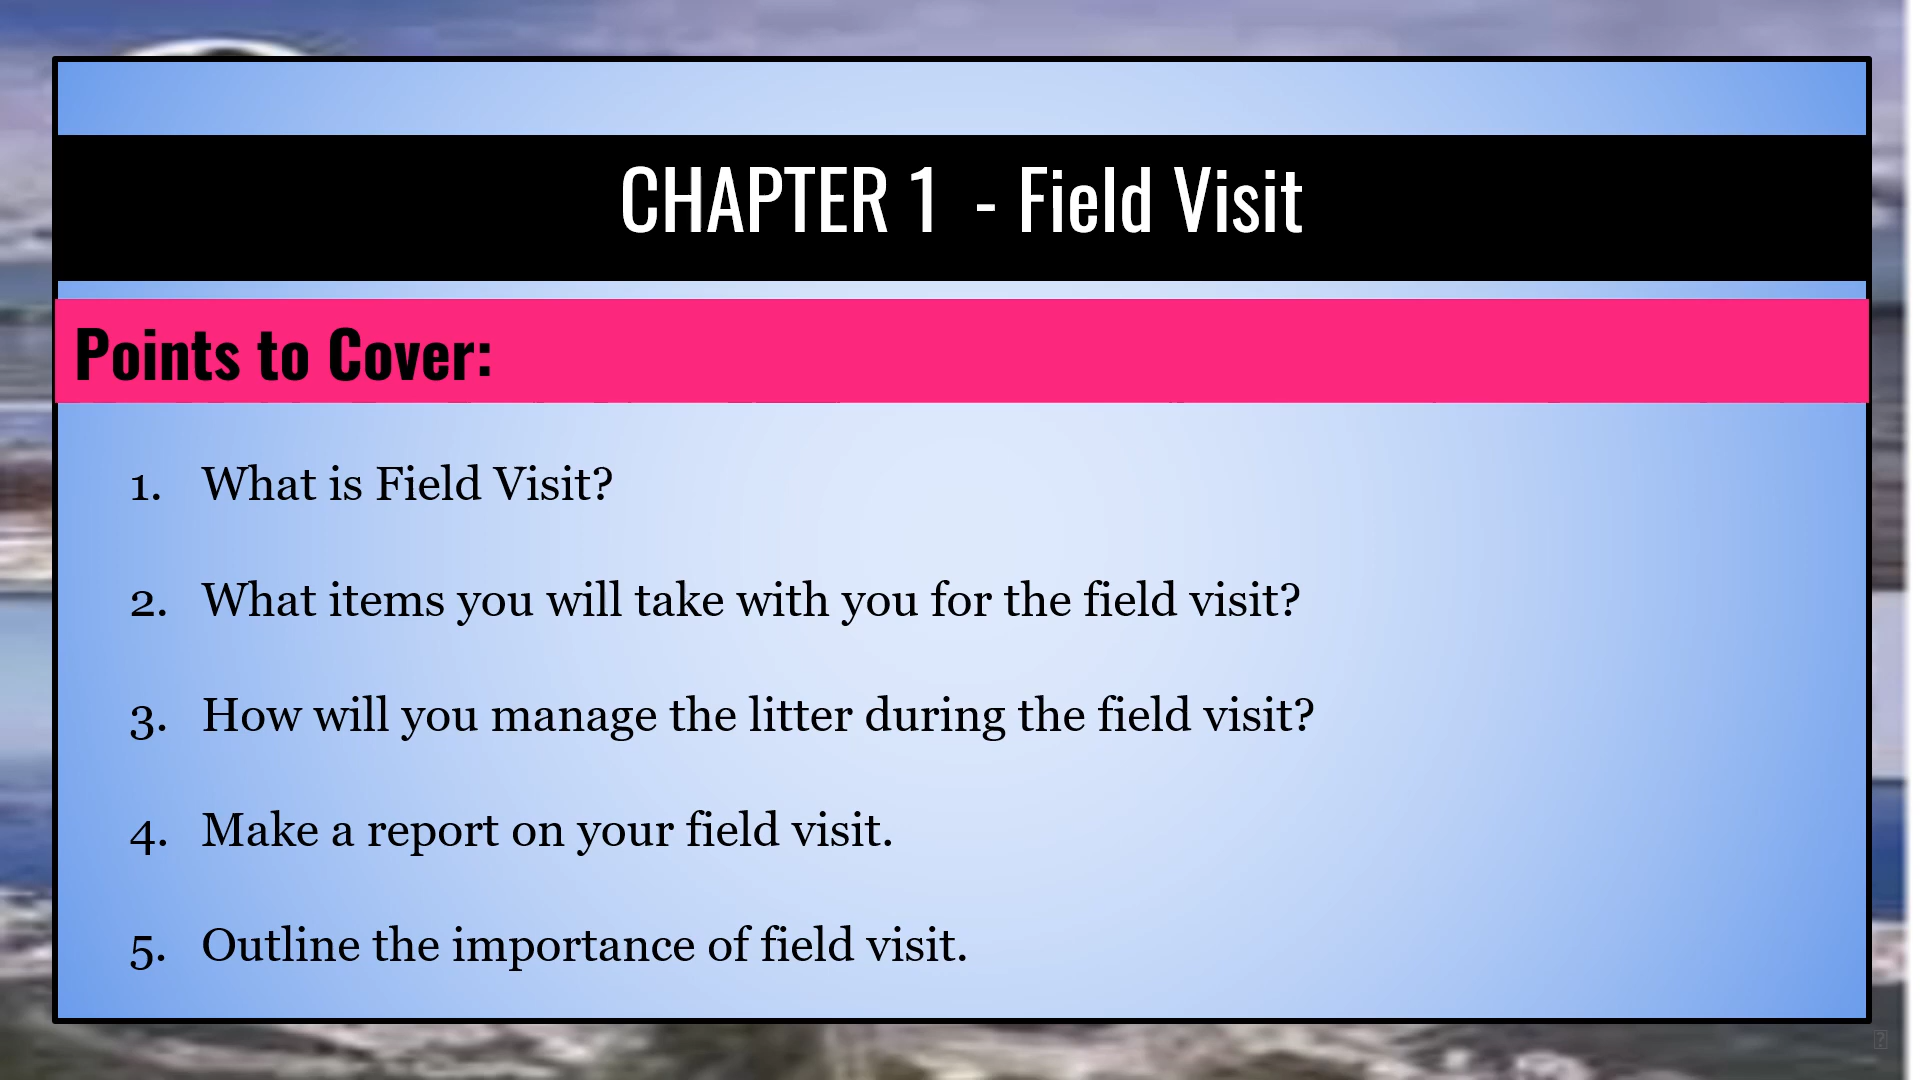 CHAPTER 1 - Field Visit
Points to Cover:
1. What is Field Visit?
2. What items you will take with you for the field visit?
3. How will you manage the litter during the field visit?
4. Make a report on your field visit.
5. Outline the importance of field visit.